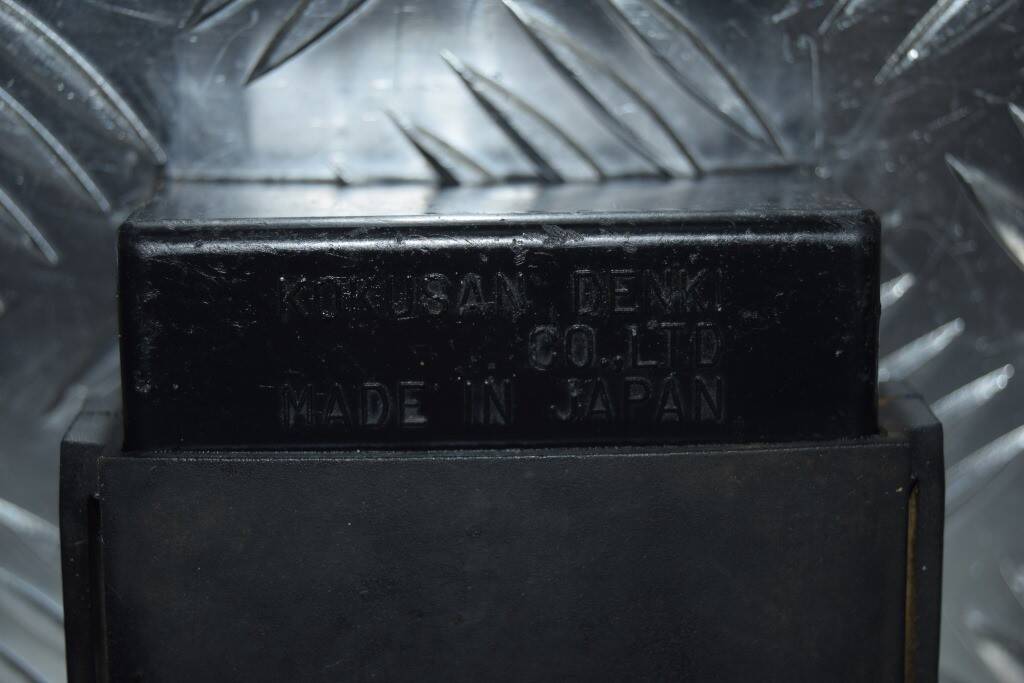 KOKUSAN DENKI
CO.,LTD
MADE IN JAPAN